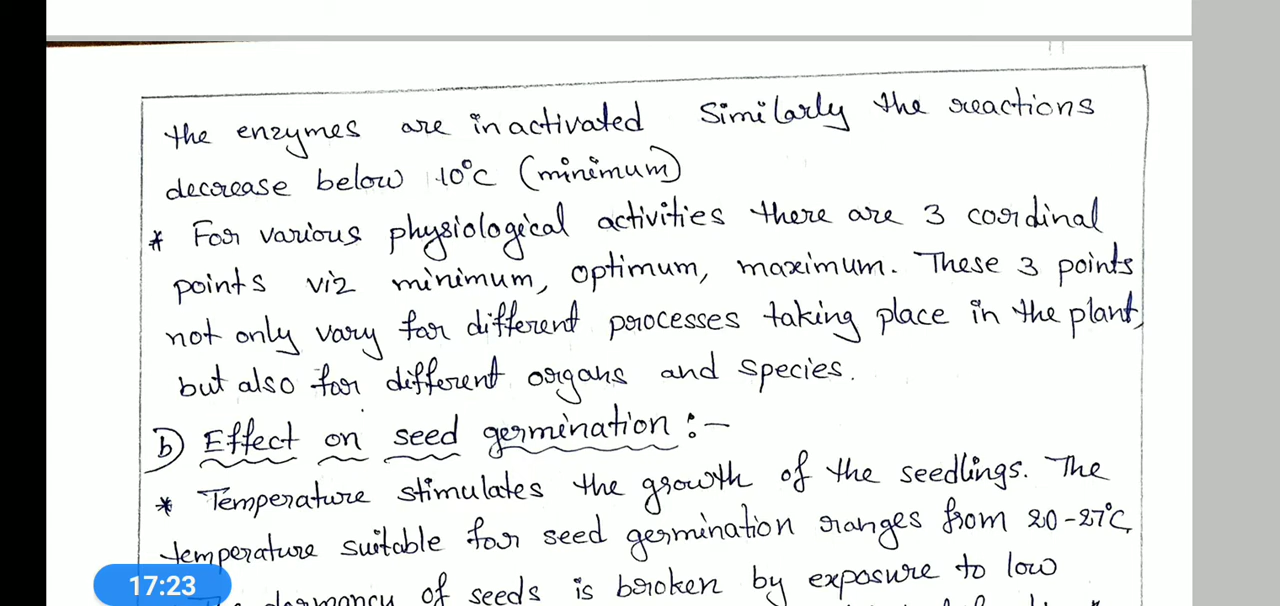 the enzymes are inactivated Similarly the reactions
decrease below 10°c (minimum)
* For various physiological activities there are 3 cordinal
points viz minimum, optimum, maximum. These 3 points
not only vary for different processes taking place in the plant,
but also for different organs and species.
b) Effect on seed germination :-
* Temperature stimulates the growth of the seedlings. The
temperature suitable for seed germination ranges from 20-27°C
of seeds is broken by exposure to low
17:23